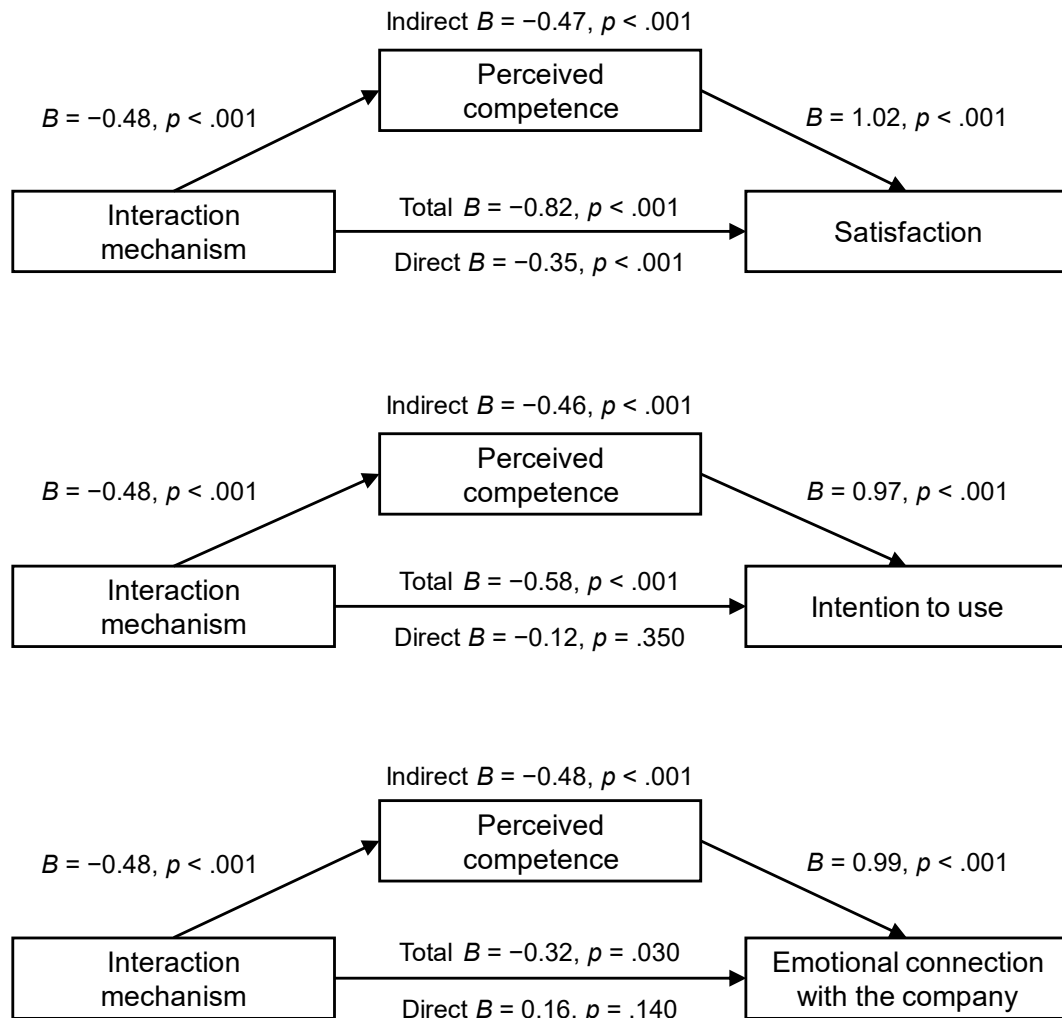 Indirect B = −0.47, p < .001
Perceived
competence
B = −0.48, p < .001
B = 1.02, p < .001
Interaction
mechanism
Total B = −0.82, p < .001
Direct B = −0.35, p < .001
Satisfaction
Indirect B = −0.46, p < .001
Perceived
competence
B = −0.48, p < .001
B = 0.97, p < .001
Interaction
mechanism
Total B = −0.58, p < .001
Direct B = −0.12, p = .350
Intention to use
Indirect B = −0.48, p < .001
Perceived
competence
B = −0.48, p < .001
B = 0.99, p < .001
Interaction
mechanism
Total B = −0.32, p = .030
Direct B = 0.16, p = .140
Emotional connection
with the company